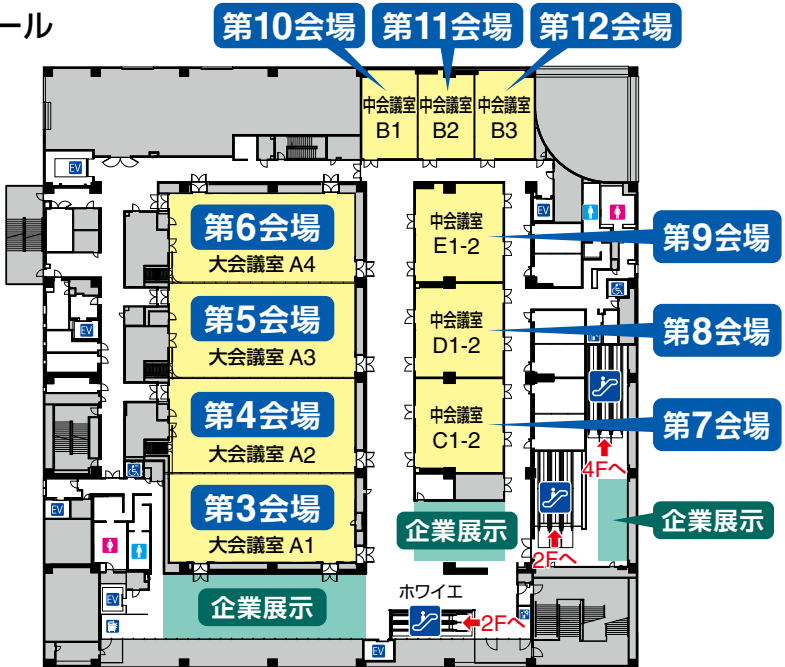 ール
第10会場
第11会場
第12会場
中会議室
B1
中会議室
B2
中会議室
B3
EV
第6会場
大会議室 A4
中会議室
E1-2
EV
第9会場
第5会場
大会議室 A3
中会議室
D1-2
第8会場
EV
第4会場
大会議室 A2
中会議室
C1-2
第7会場
4Fへ
第3会場
大会議室 A1
EV
企業展示
企業展示
2Fへ
EV
企業展示
ホワイエ
2Fへ
EV